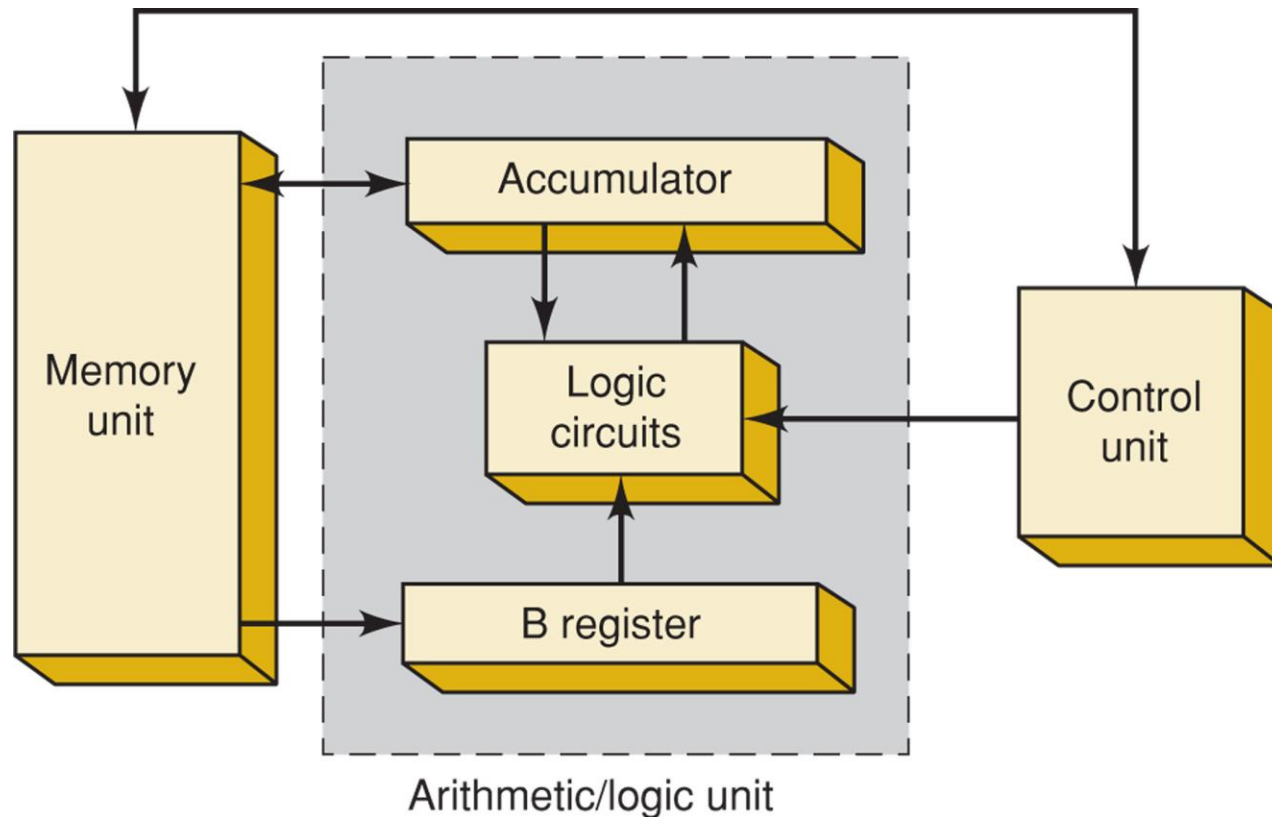 Accumulator
Memory
unit
Logic
circuits
Control
unit
B register
Arithmetic/logic unit